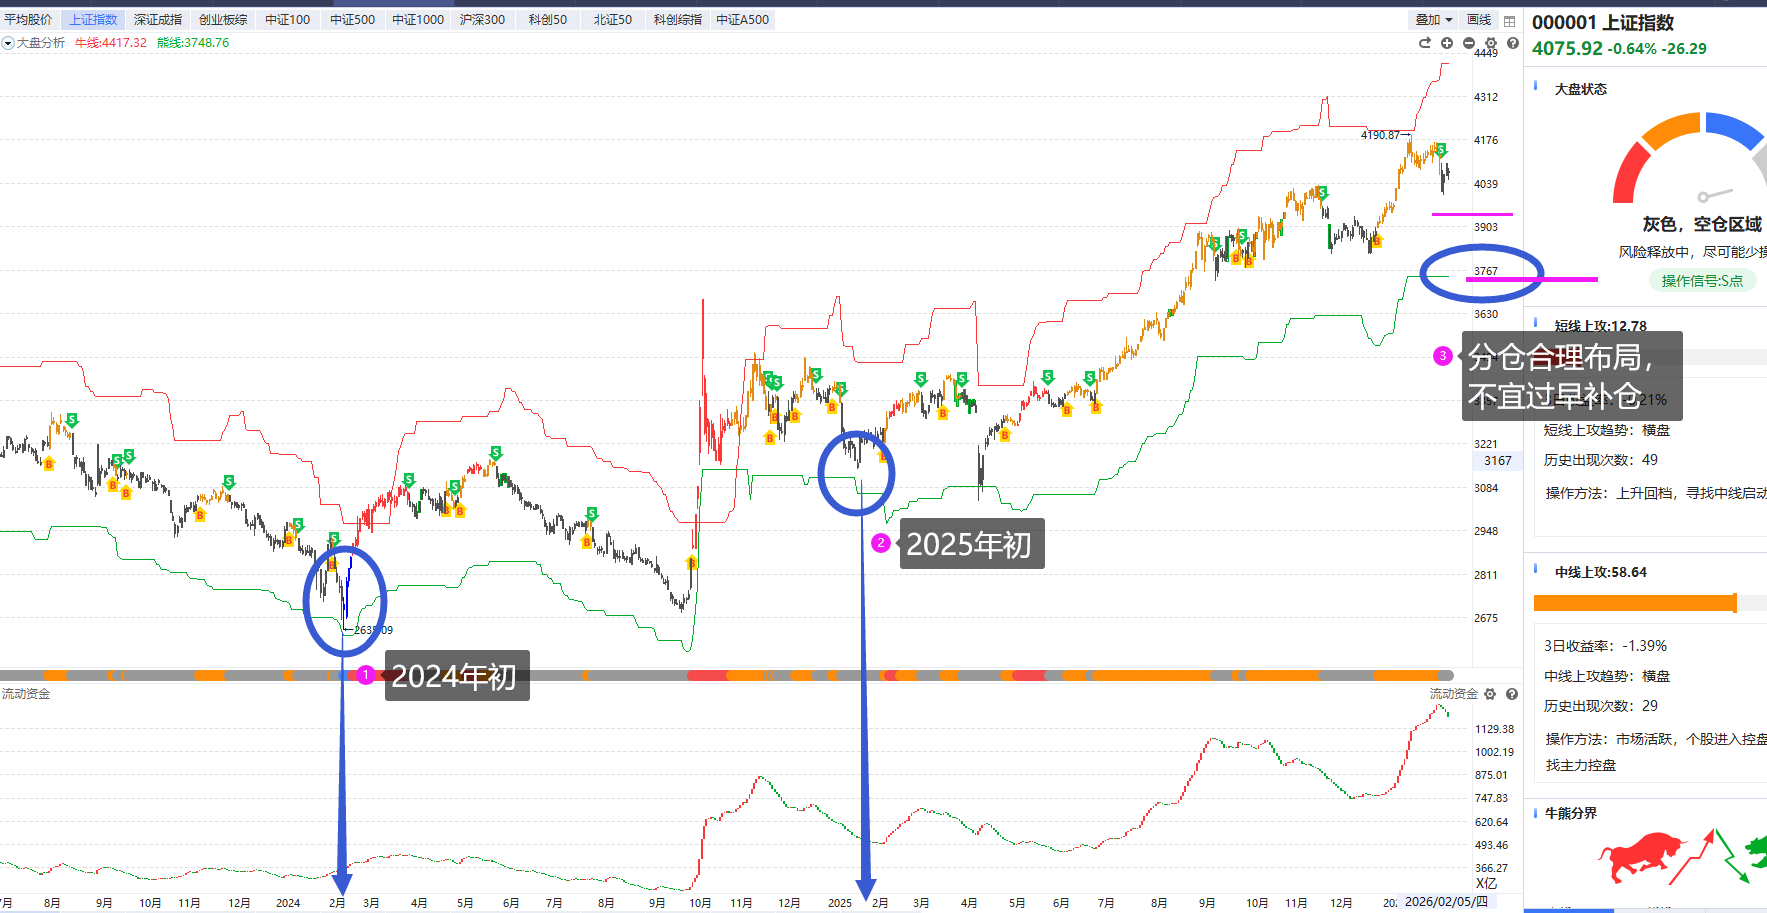 平均股价 上证指数 深证成指 创业板综 中证100 中证500 中证1000 沪深300 科创50 北证50 科创综指 中证A500 叠加 画线
大盘分析 牛线:4417.32 熊线:3748.76
4449
4312
4176
4039
3903
3767
3630
3221
3167
3084
2948
2811
2675
4190.87
2635.09
1 2024年初
2 2025年初
3 分仓合理布局，
不宜过早补仓
流动资金 流动资金
1129.38
1002.19
875.01
747.83
620.64
493.46
366.27
X亿
7月 8月 9月 10月 11月 12月 2024 2月 3月 4月 5月 6月 7月 8月 9月 10月 11月 12月 2025 2月 3月 4月 5月 6月 7月 8月 9月 10月 11月 12月 2026/02/05/四
000001 上证指数
4075.92 -0.64% -26.29
大盘状态
灰色，空仓区域
风险释放中，尽可能少
操作信号:S点
短线上攻:12.78
短线上攻趋势：横盘
历史出现次数：49
操作方法：上升回档，寻找中线启动
中线上攻:58.64
3日收益率：-1.39%
中线上攻趋势：横盘
历史出现次数：29
操作方法：市场活跃，个股进入控盘
找主力控盘
牛能分界